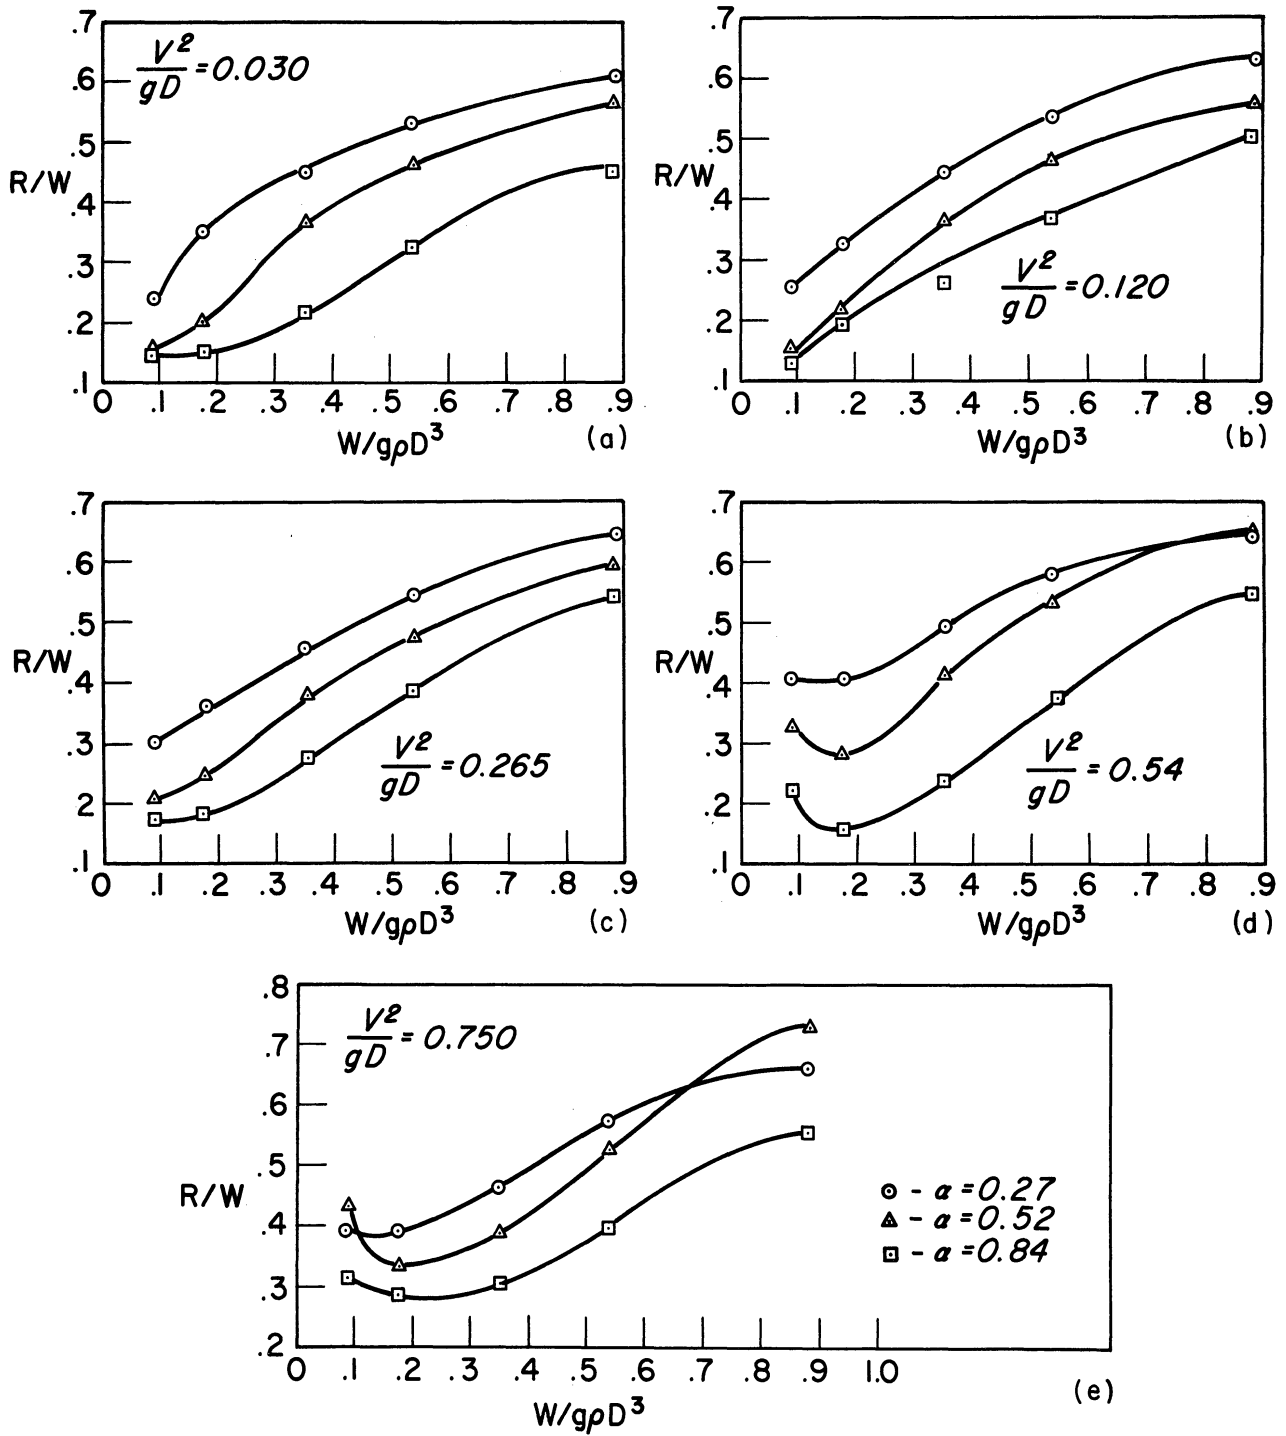 .7
.6
.5
.4
.3
.2
.1
R/W
V²/gD = 0.030
0 .1 .2 .3 .4 .5 .6 .7 .8 .9
W/gρD³
(a)
.7
.6
.5
.4
.3
.2
.1
R/W
V²/gD = 0.120
0 .1 .2 .3 .4 .5 .6 .7 .8 .9
W/gρD³
(b)
.7
.6
.5
.4
.3
2
.1
R/W
V²/gD = 0.265
0 .1 .2 .3 .4 .5 .6 .7 .8 .9
W/gρD³
(c)
.7
.6
.5
.4
.3
.2
.1
R/W
V²/gD = 0.54
0 .1 .2 .3 .4 .5 .6 .7 .8 .9
W/gρD³
(d)
.8
.7
.6
.5
.4
.3
.2
R/W
V²/gD = 0.750
- α = 0.27
- α = 0.52
- α = 0.84
0 .1 .2 .3 .4 .5 .6 .7 .8 .9 1.0
W/gρD³
(e)